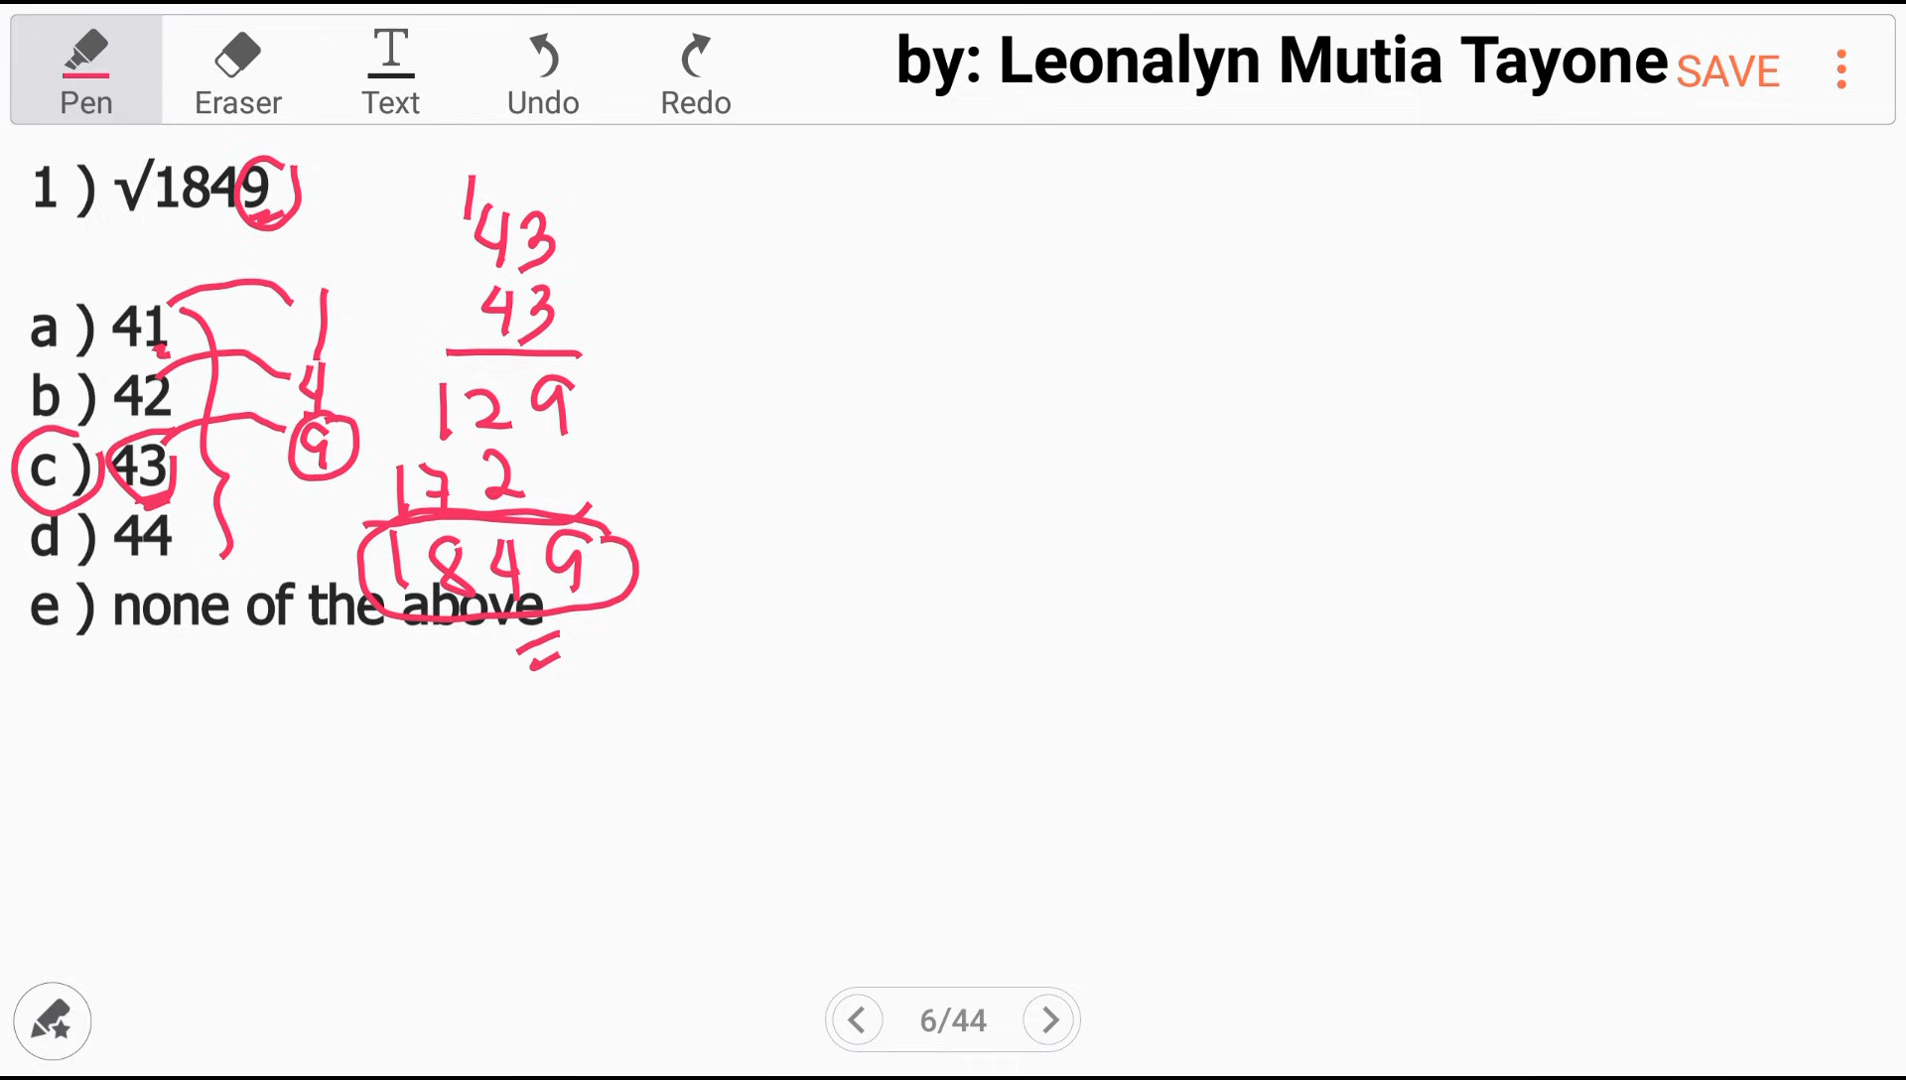 by: Leonalyn Mutia Tayone SAVE
Pen Eraser Text Undo Redo
1 ) √1849
a ) 41
b ) 42
c ) 43
d ) 44
e ) none of the above
1
4
9
1
43
43
129
172
1849
6/44